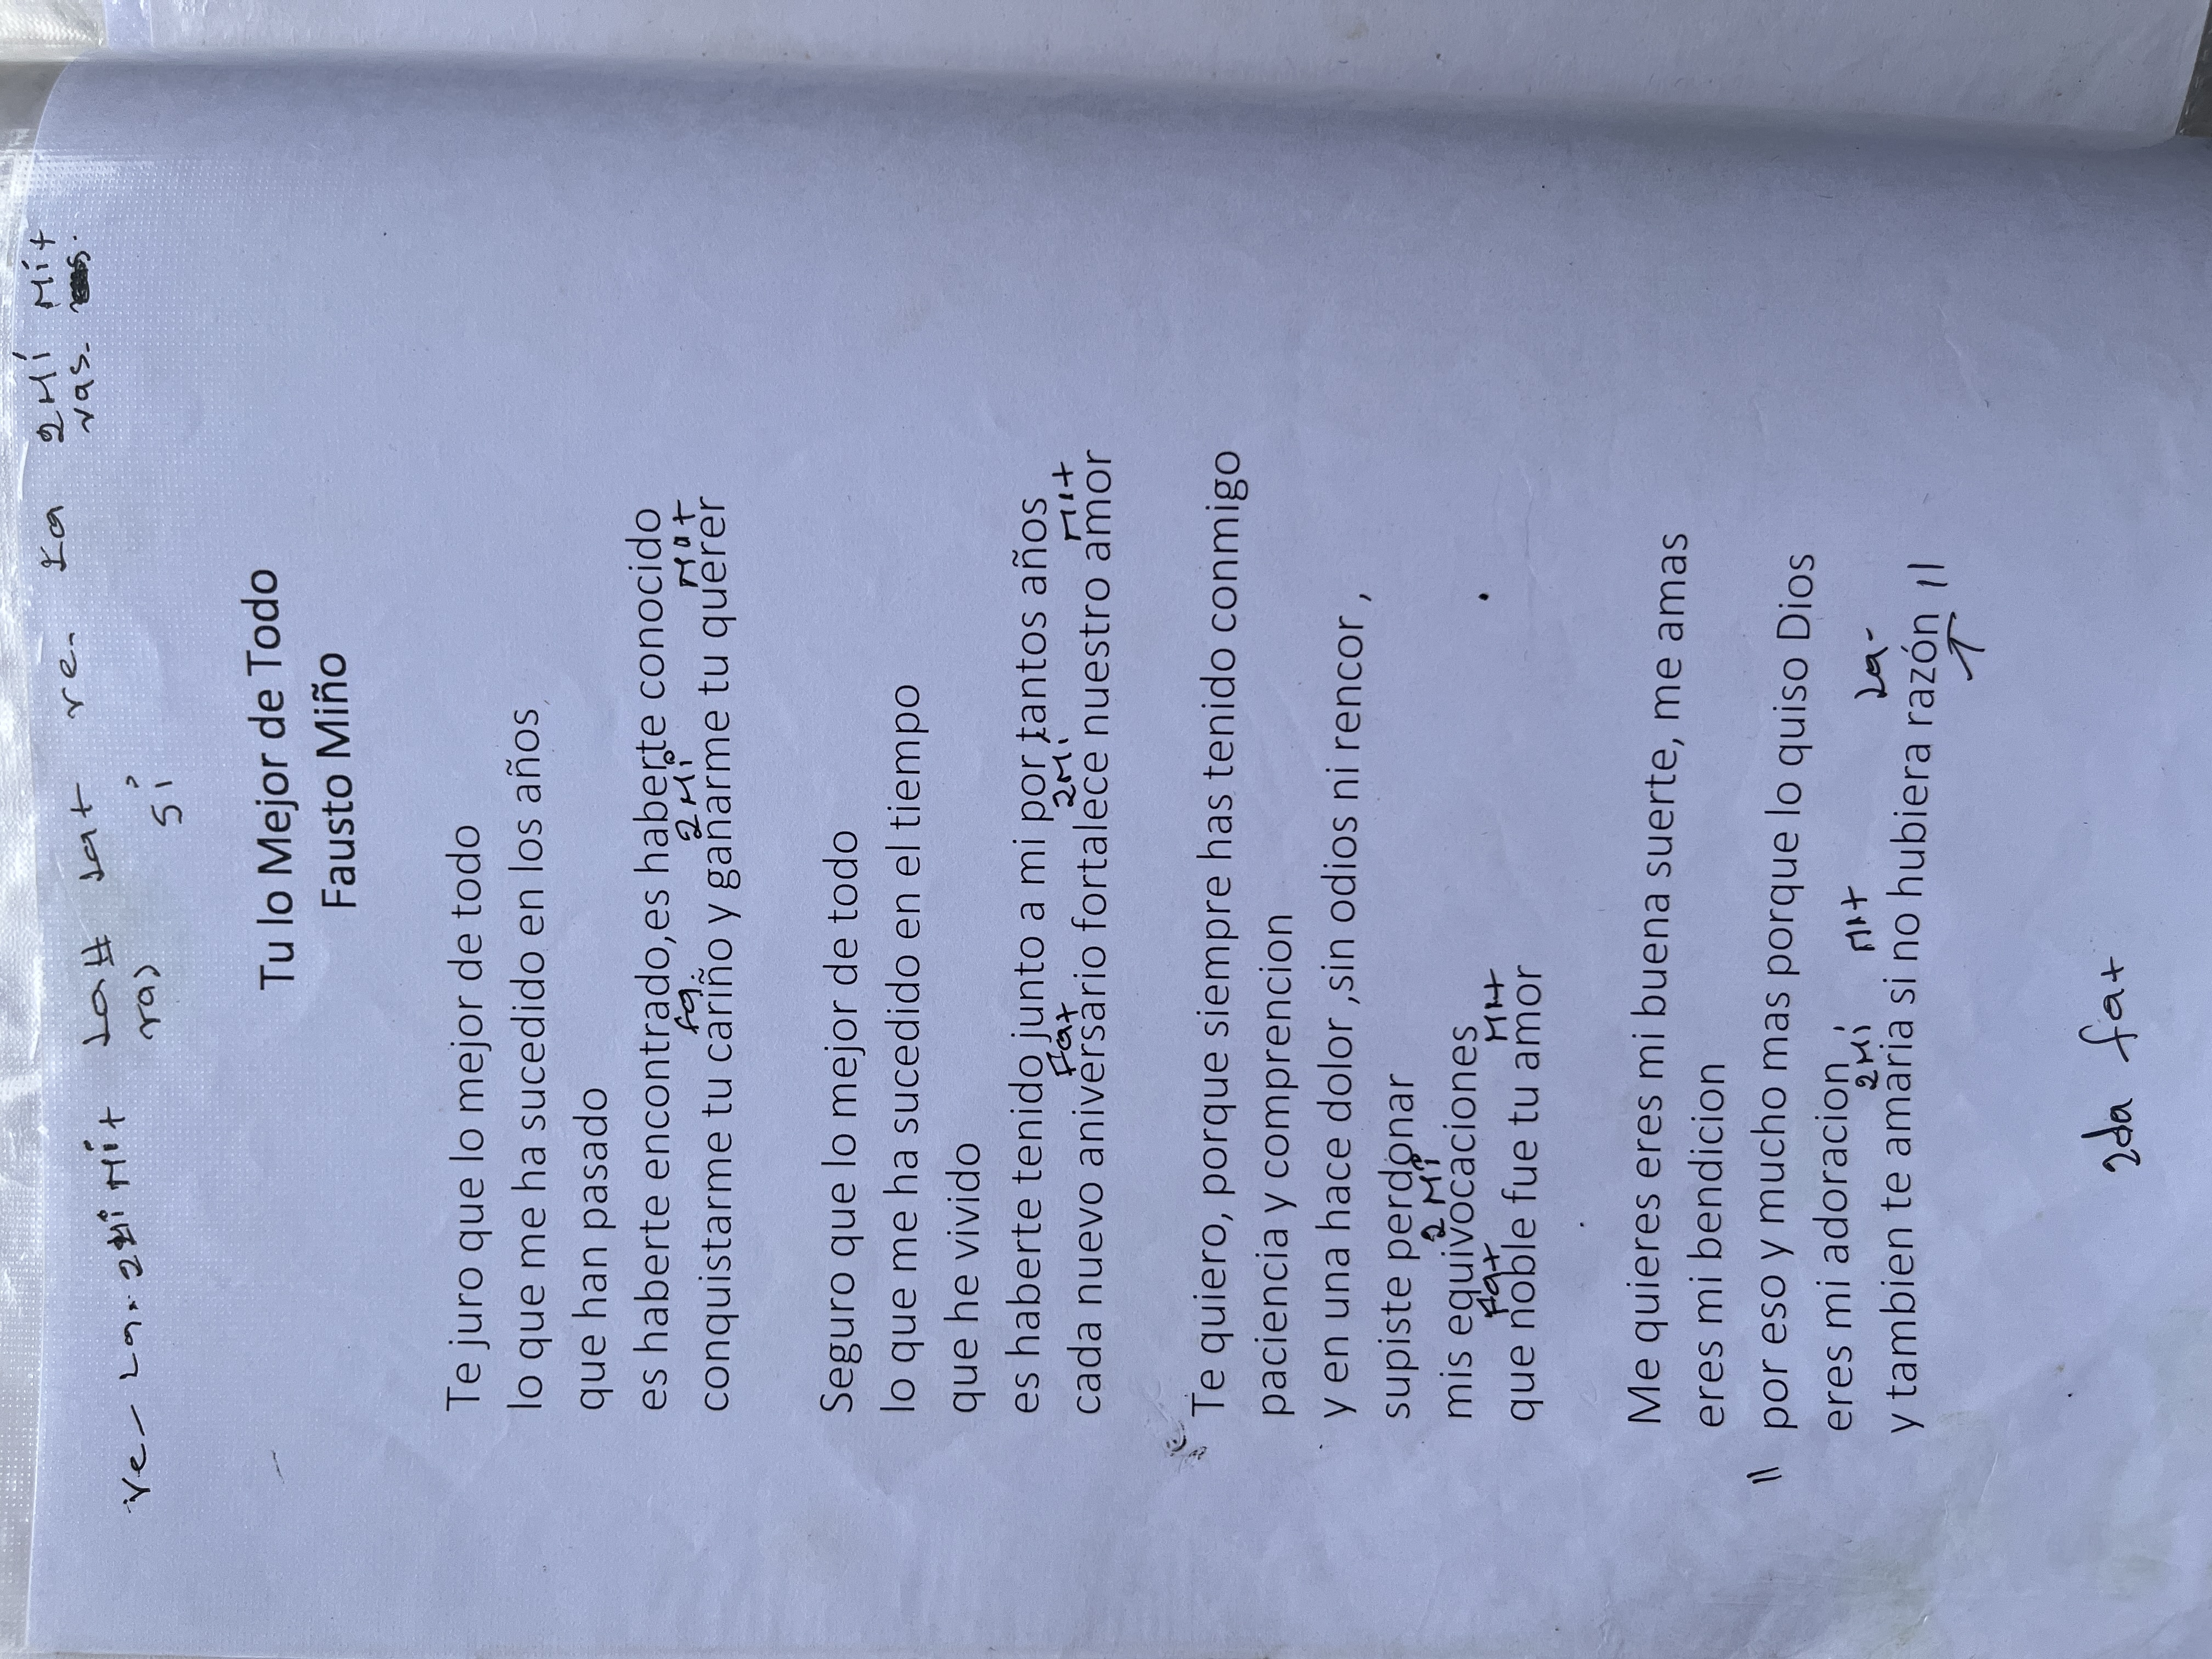 re- La. 2Mi Mi+ La# La+ re- La 2Mí Mí+
ras si ras.
Tu lo Mejor de Todo
Fausto Miño
Te juro que lo mejor de todo
lo que me ha sucedido en los años
que han pasado
es haberte encontrado,es haberte conocido
fa. 2Mi
conquistarme tu cariño y ganarme tu querer
Seguro que lo mejor de todo
lo que me ha sucedido en el tiempo
que he vivido
es haberte tenido junto a mi por tantos años
Fa+ 2Mi MI+
cada nuevo aniversario fortalece nuestro amor
Te quiero, porque siempre has tenido conmigo
paciencia y comprencion
y en una hace dolor ,sin odios ni rencor ,
supiste perdonar
2 Mi
mis equivocaciones
Fa+ MI+
que noble fue tu amor
Me quieres eres mi buena suerte, me amas
eres mi bendicion
|| por eso y mucho mas porque lo quiso Dios
eres mi adoracion
2Mi MI+ La-
y tambien te amaria si no hubiera razón ||
2da fa+